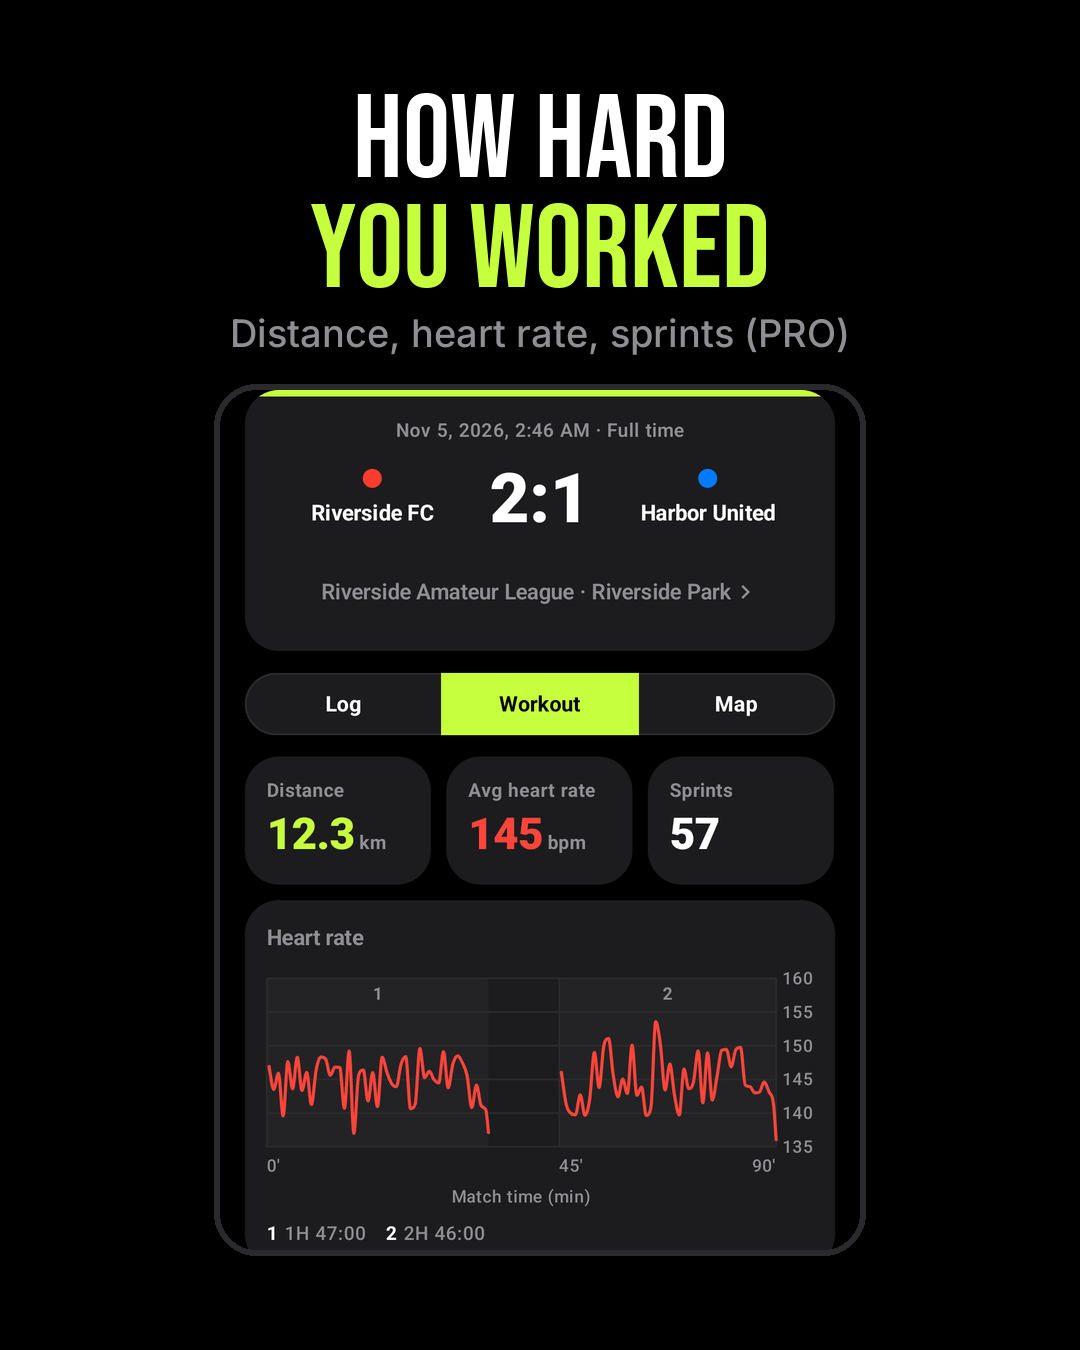 HOW HARD
YOU WORKED
Distance, heart rate, sprints (PRO)
Nov 5, 2026, 2:46 AM · Full time
Riverside FC 2:1 Harbor United
Riverside Amateur League · Riverside Park >
Log Workout Map
Distance Avg heart rate Sprints
12.3 km 145 bpm 57
Heart rate
160
1 2
155
150
145
140
135
0' 45' 90'
Match time (min)
1 1H 47:00 2 2H 46:00